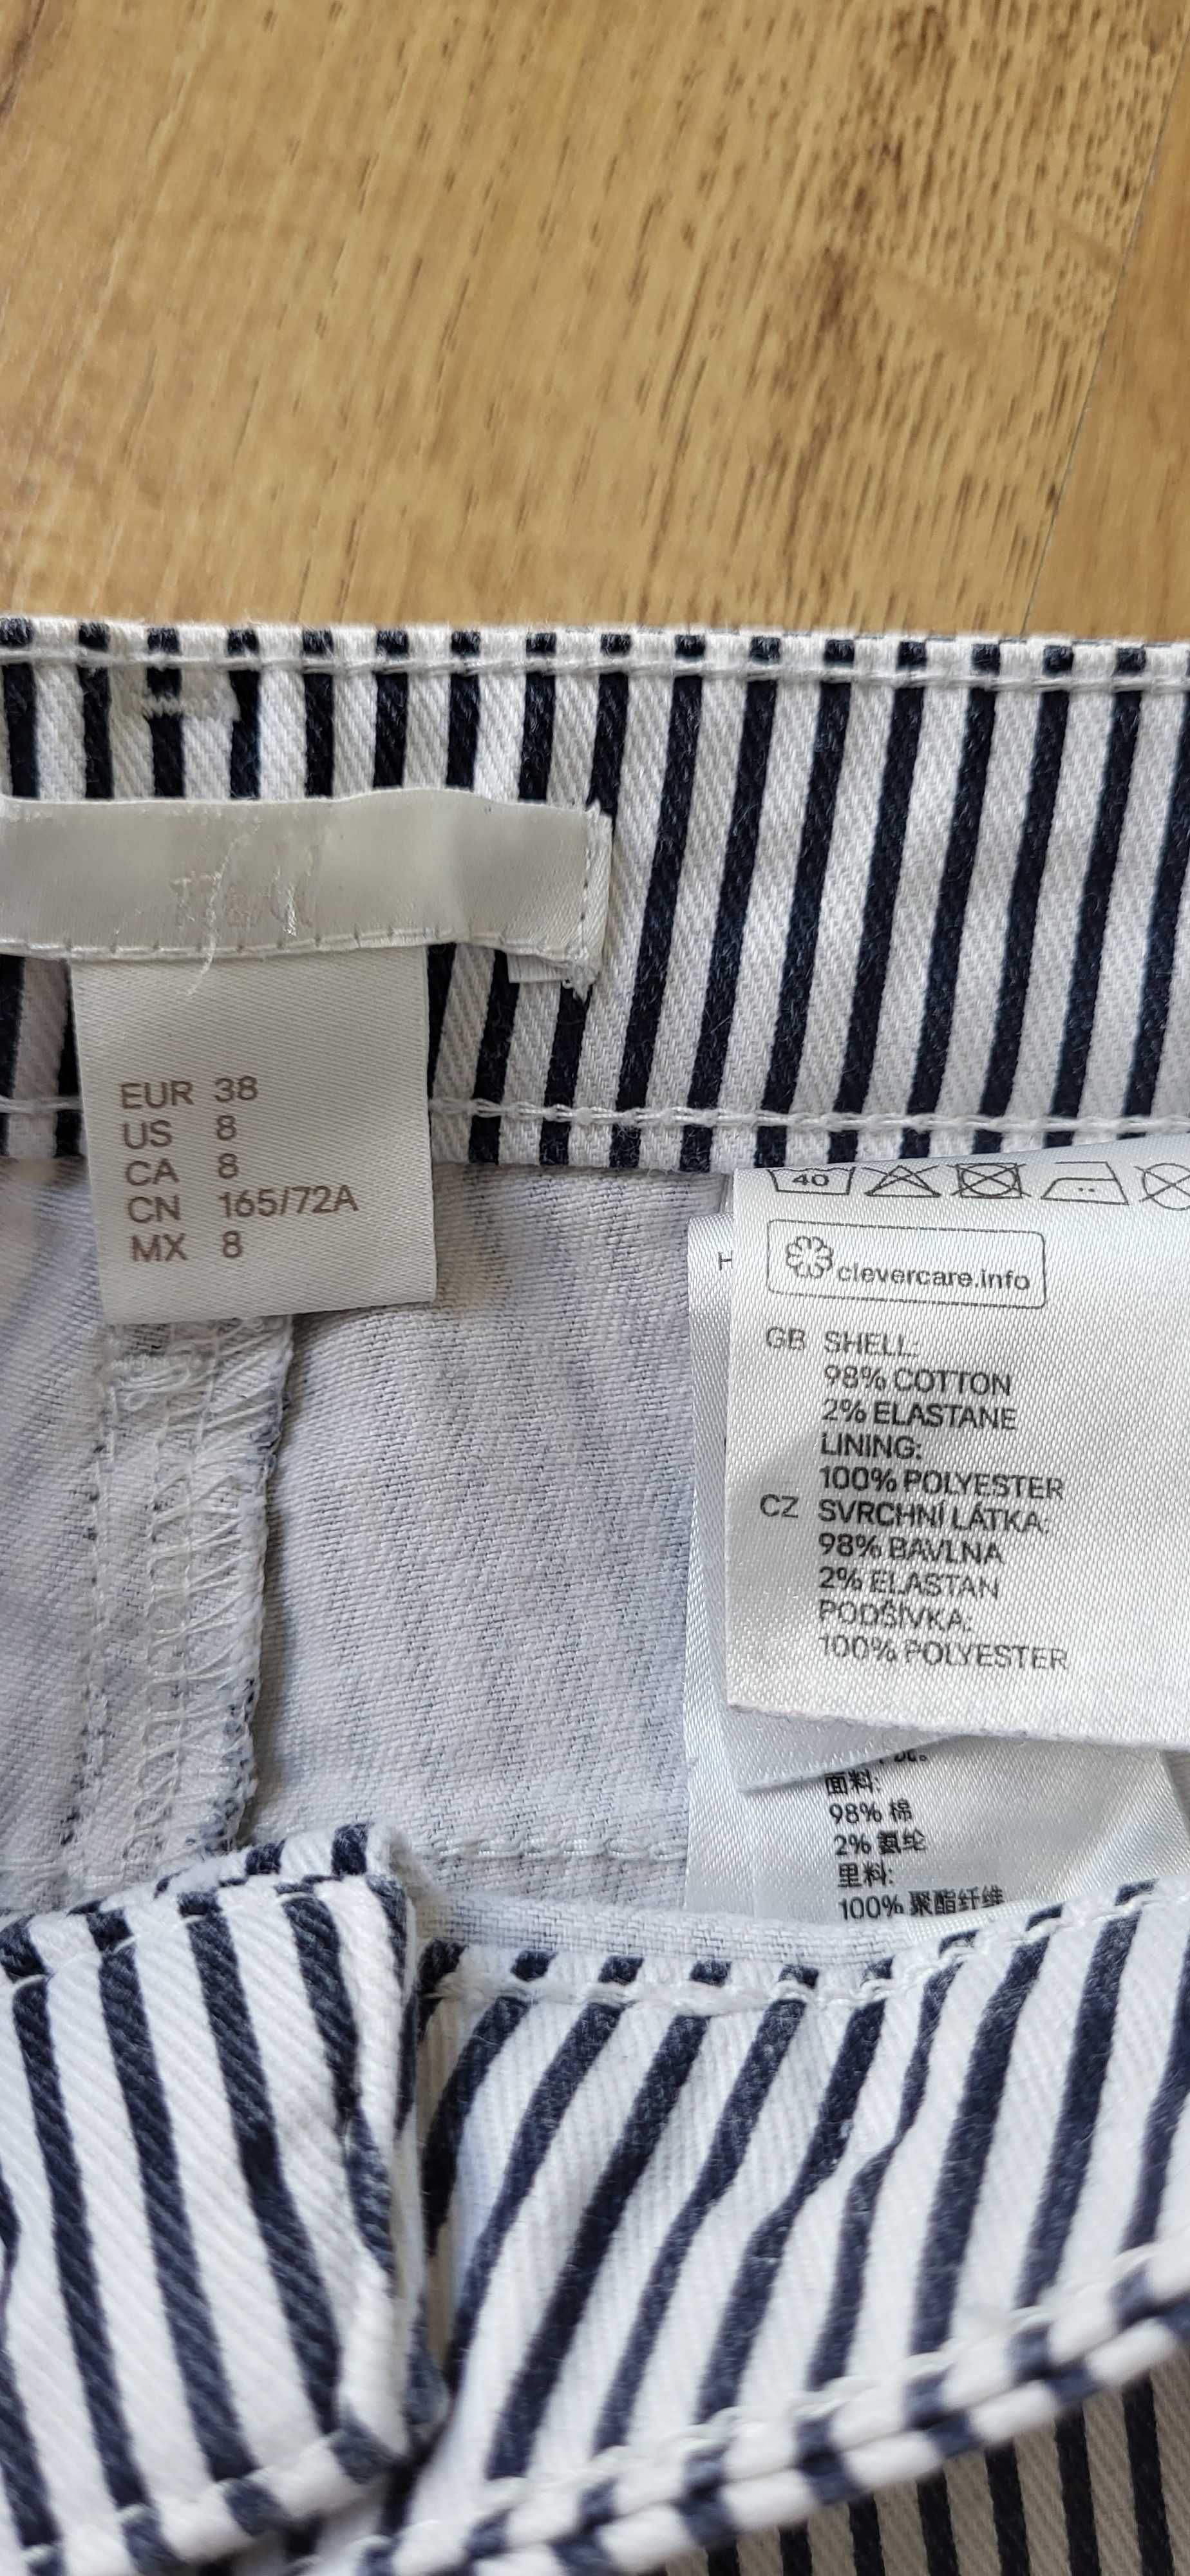 EUR 38
US 8
CA 8
CN 165/72A
MX 8
40
clevercare.info
GB SHELL:
98% COTTON
2% ELASTANE
LINING:
100% POLYESTER
CZ SVRCHNÍ LÁTKA:
98% BAVLNA
2% ELASTAN
PODŠÍVKA:
100% POLYESTER
面料:
98% 棉
2% 氨纶
里料:
100% 聚酯纤维